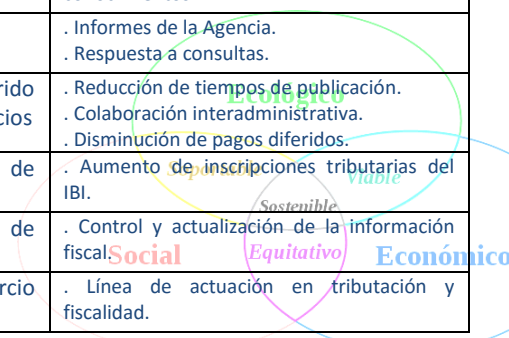 . Informes de la Agencia.
. Respuesta a consultas.
rido . Reducción de tiempos de publicación.
Ecológico
cios . Colaboración interadministrativa.
. Disminución de pagos diferidos.
de . Aumento de inscripciones tributarias del
Soportable Viable
IBI.
Sostenible
de . Control y actualización de la información
fiscal.
Social Equitativo Económico
rcio . Línea de actuación en tributación y
fiscalidad.